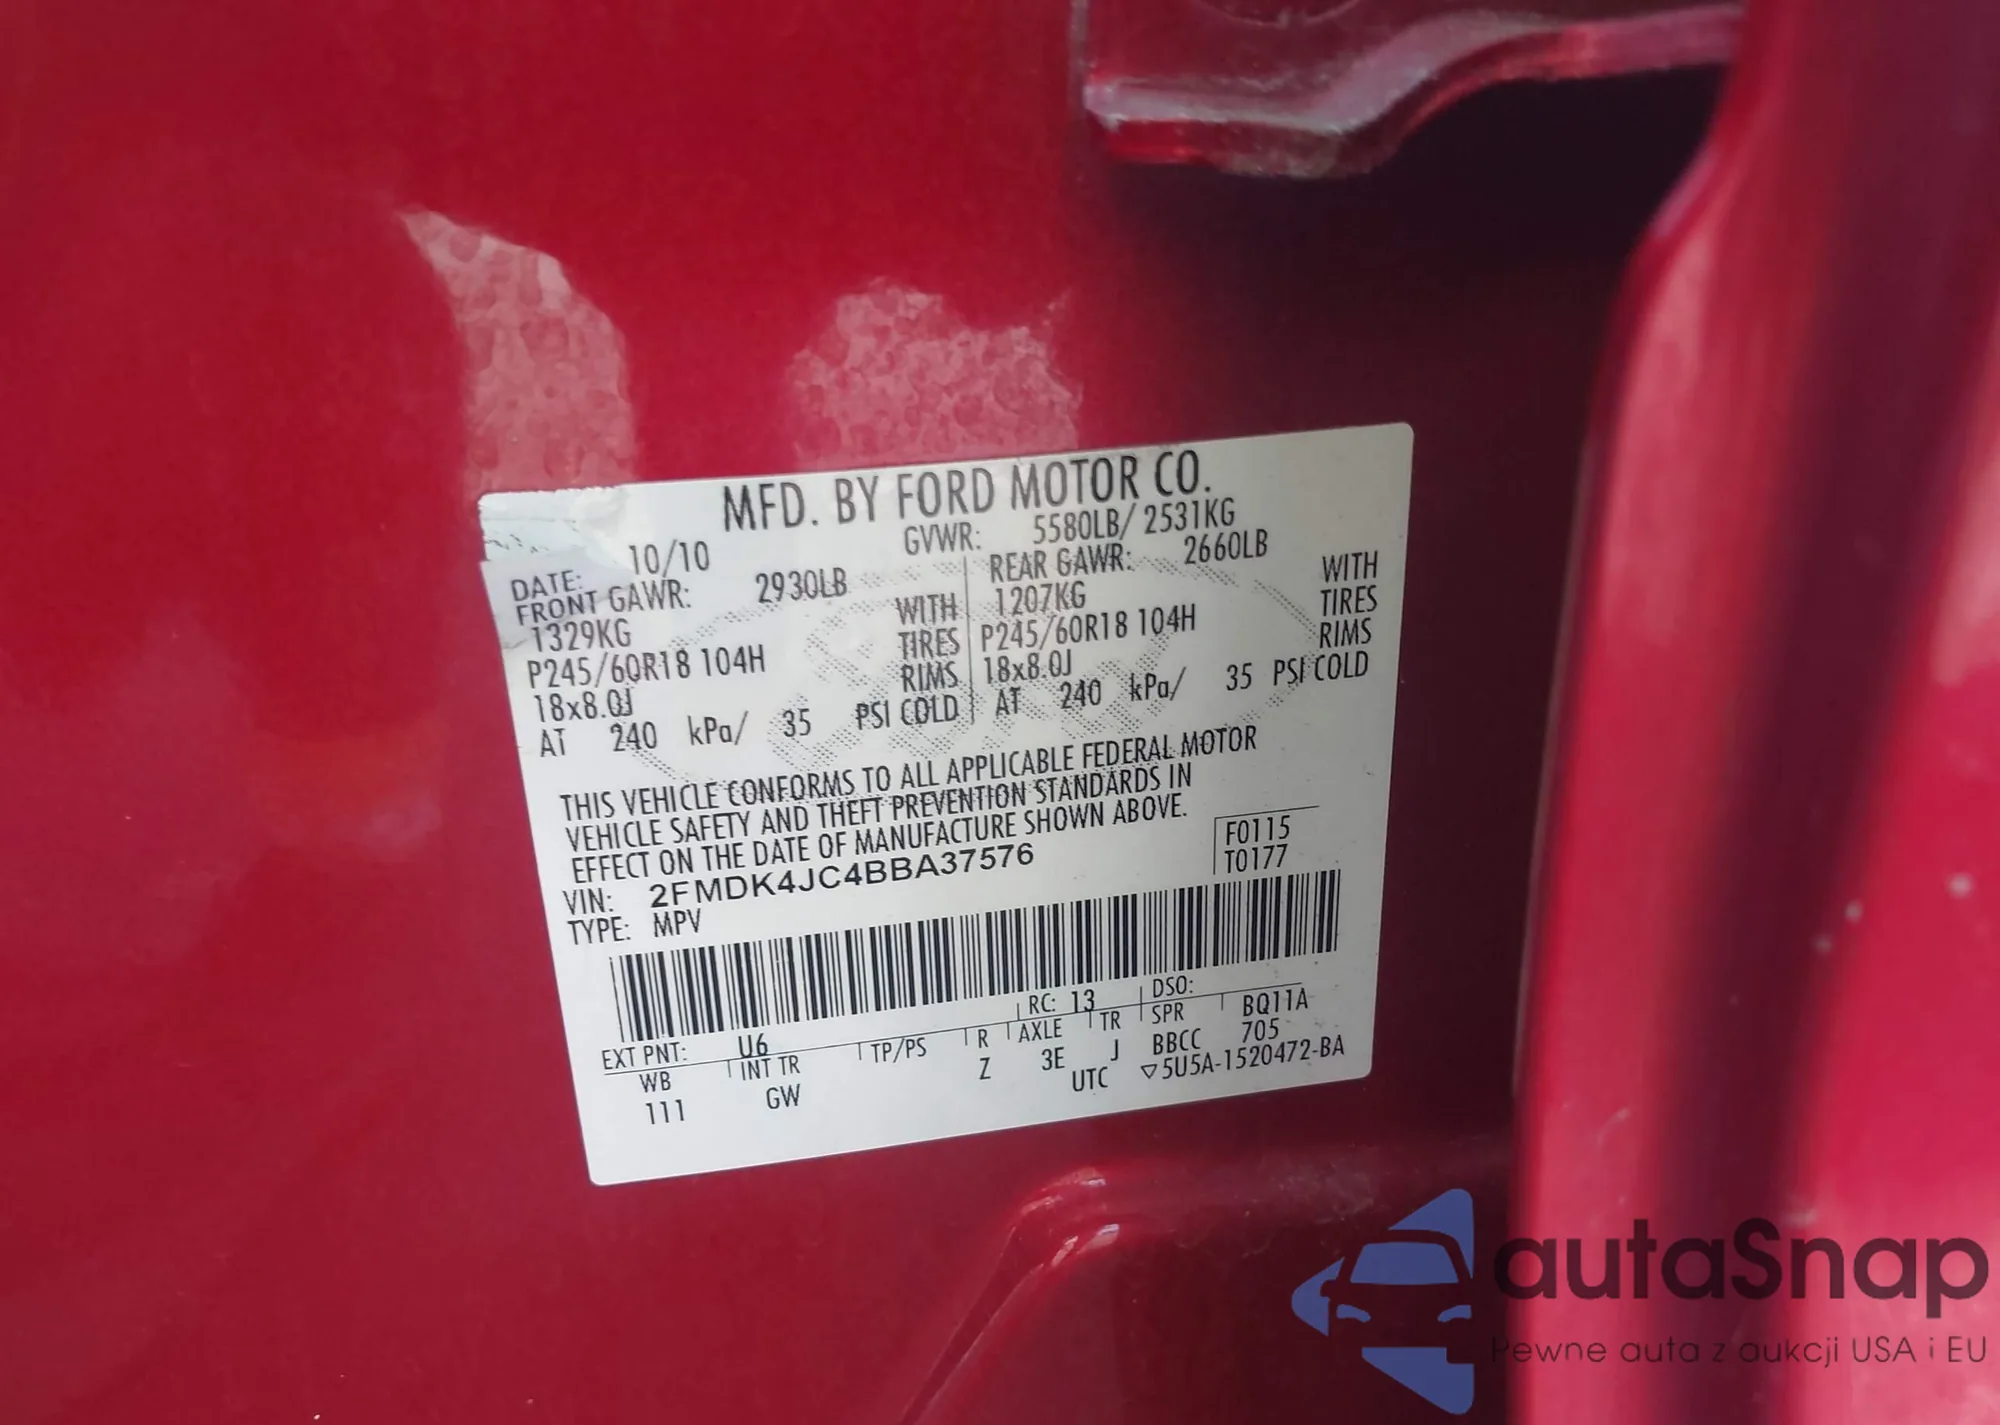 MFD. BY FORD MOTOR CO.
DATE: 10/10 GVWR: 5580LB/ 2531KG
FRONT GAWR: 2930LB REAR GAWR: 2660LB
1329KG WITH 1207KG WITH
P245/60R18 104H TIRES P245/60R18 104H TIRES
18x8.0J RIMS 18x8.0J RIMS
AT 240 kPa/ 35 PSI COLD AT 240 kPa/ 35 PSI COLD
THIS VEHICLE CONFORMS TO ALL APPLICABLE FEDERAL MOTOR
VEHICLE SAFETY AND THEFT PREVENTION STANDARDS IN
EFFECT ON THE DATE OF MANUFACTURE SHOWN ABOVE.
F0115
T0177
VIN: 2FMDK4JC4BBA37576
TYPE: MPV
EXT PNT: U6 RC: 13 DSO:
WB INT TR TP/PS R AXLE TR SPR BQ11A
111 GW Z 3E J BBCC 705
UTC ▽5U5A-1520472-BA
autaSnap
Pewne auta z aukcji USA i EU